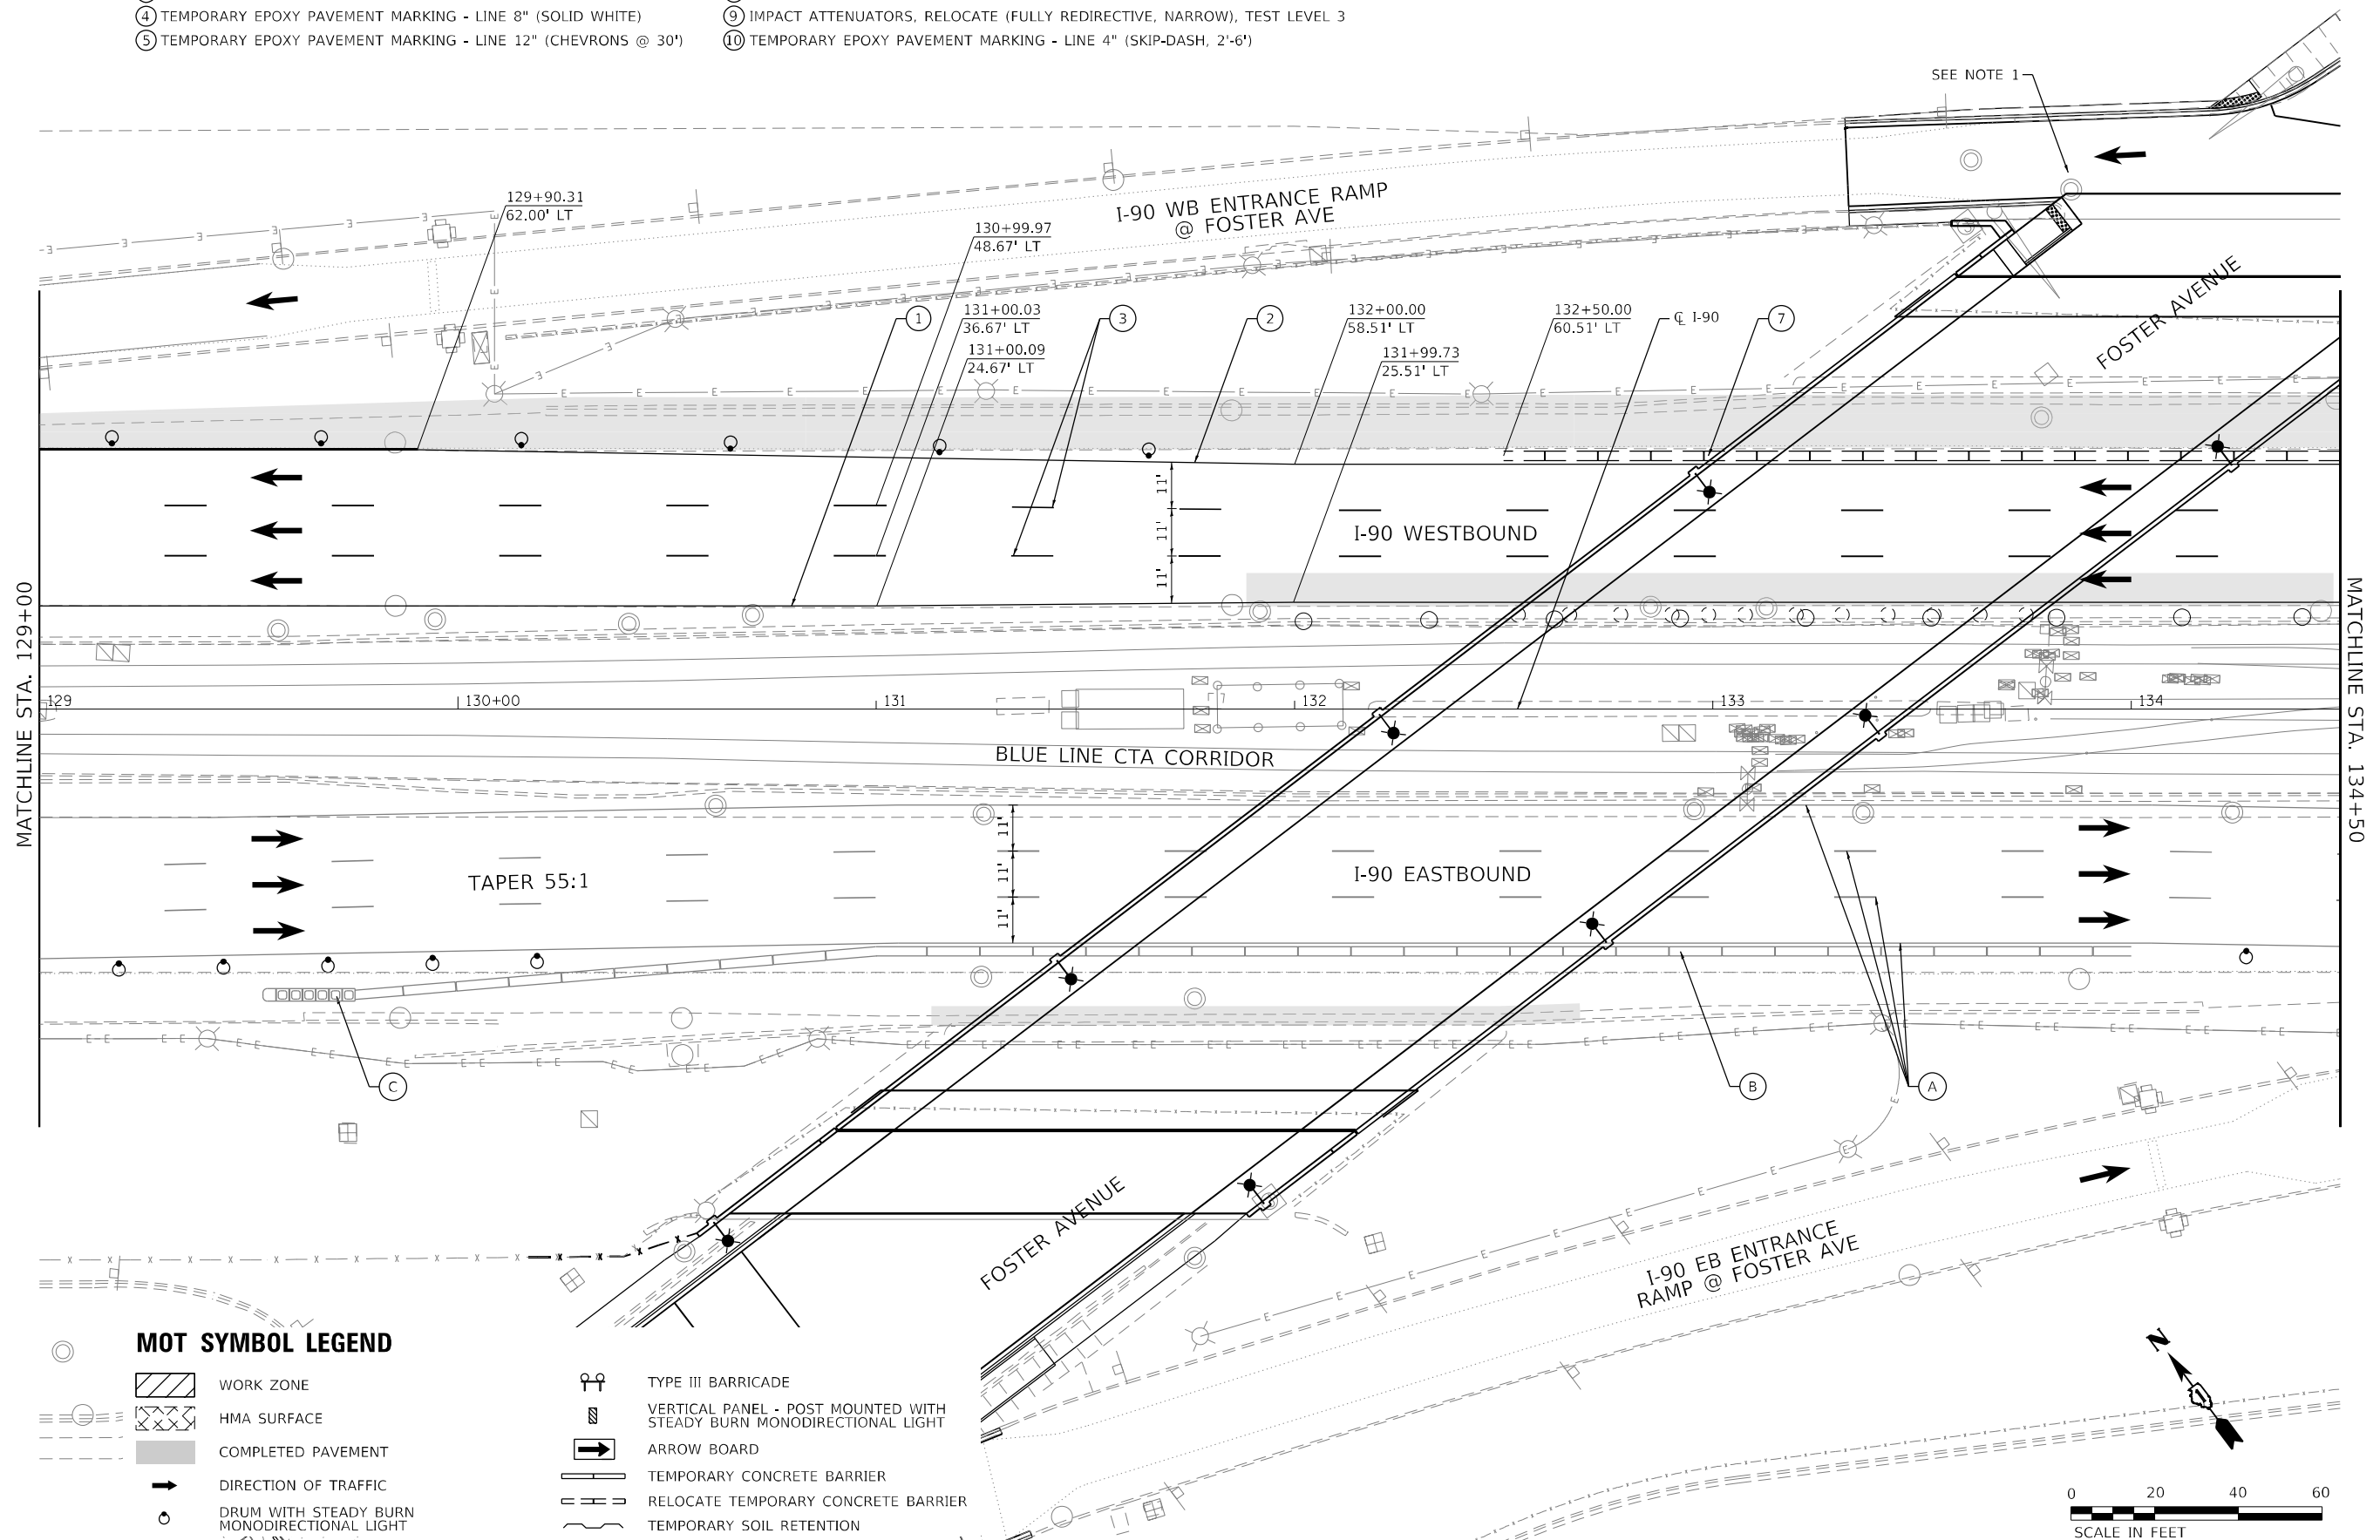 ④ TEMPORARY EPOXY PAVEMENT MARKING - LINE 8" (SOLID WHITE)
⑤ TEMPORARY EPOXY PAVEMENT MARKING - LINE 12" (CHEVRONS @ 30')
⑨ IMPACT ATTENUATORS, RELOCATE (FULLY REDIRECTIVE, NARROW), TEST LEVEL 3
⑩ TEMPORARY EPOXY PAVEMENT MARKING - LINE 4" (SKIP-DASH, 2'-6')
SEE NOTE 1
129+90.31
62.00' LT
I-90 WB ENTRANCE RAMP
@ FOSTER AVE
130+99.97
48.67' LT
131+00.03
36.67' LT
131+00.09
24.67' LT
1
3
2
132+00.00
58.51' LT
131+99.73
25.51' LT
132+50.00
60.51' LT
℄ I-90
7
FOSTER AVENUE
11'
11'
11'
I-90 WESTBOUND
MATCHLINE STA. 129+00
MATCHLINE STA. 134+50
129
130+00
131
132
133
134
BLUE LINE CTA CORRIDOR
11'
11'
11'
TAPER 55:1
I-90 EASTBOUND
C
B
A
FOSTER AVENUE
I-90 EB ENTRANCE
RAMP @ FOSTER AVE
MOT SYMBOL LEGEND
WORK ZONE
HMA SURFACE
COMPLETED PAVEMENT
DIRECTION OF TRAFFIC
DRUM WITH STEADY BURN
MONODIRECTIONAL LIGHT
TYPE III BARRICADE
VERTICAL PANEL - POST MOUNTED WITH
STEADY BURN MONODIRECTIONAL LIGHT
ARROW BOARD
TEMPORARY CONCRETE BARRIER
RELOCATE TEMPORARY CONCRETE BARRIER
TEMPORARY SOIL RETENTION
N
0 20 40 60
SCALE IN FEET